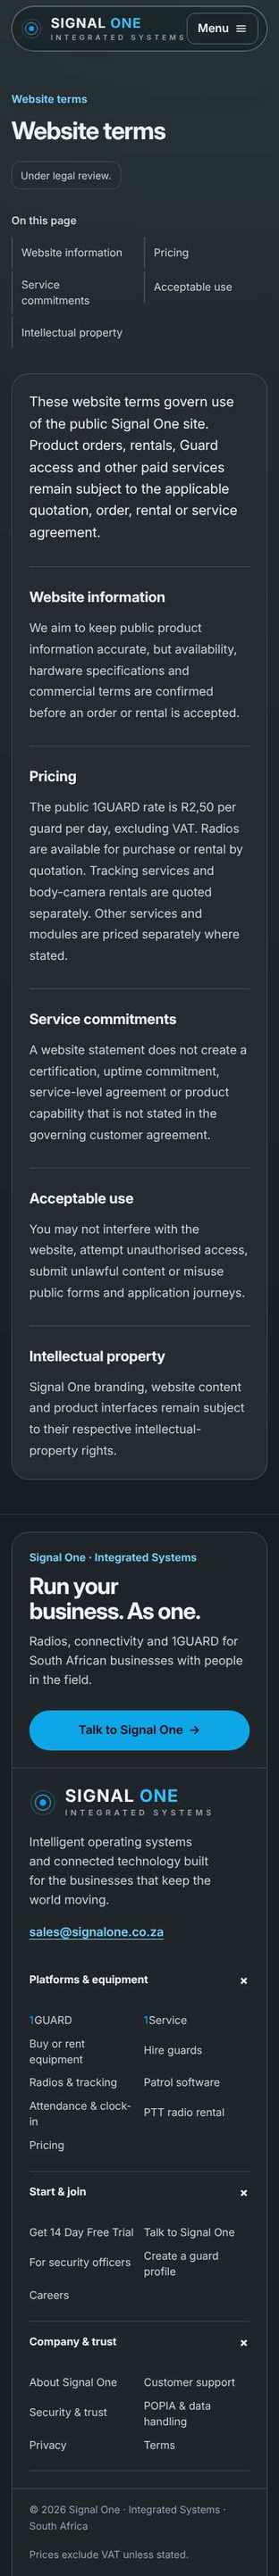 SIGNAL ONE
INTEGRATED SYSTEMS
Menu
Website terms
Website terms
Under legal review.
On this page
Website information
Pricing
Service
commitments
Acceptable use
Intellectual property
These website terms govern use
of the public Signal One site.
Product orders, rentals, Guard
access and other paid services
remain subject to the applicable
quotation, order, rental or service
agreement.
Website information
We aim to keep public product
information accurate, but availability,
hardware specifications and
commercial terms are confirmed
before an order or rental is accepted.
Pricing
The public 1GUARD rate is R2,50 per
guard per day, excluding VAT. Radios
are available for purchase or rental by
quotation. Tracking services and
body-camera rentals are quoted
separately. Other services and
modules are priced separately where
stated.
Service commitments
A website statement does not create a
certification, uptime commitment,
service-level agreement or product
capability that is not stated in the
governing customer agreement.
Acceptable use
You may not interfere with the
website, attempt unauthorised access,
submit unlawful content or misuse
public forms and application journeys.
Intellectual property
Signal One branding, website content
and product interfaces remain subject
to their respective intellectual-
property rights.
Signal One · Integrated Systems
Run your
business. As one.
Radios, connectivity and 1GUARD for
South African businesses with people
in the field.
Talk to Signal One →
SIGNAL ONE
INTEGRATED SYSTEMS
Intelligent operating systems
and connected technology built
for the businesses that keep the
world moving.
sales@signalone.co.za
Platforms & equipment ×
1GUARD
1Service
Buy or rent
equipment
Hire guards
Radios & tracking
Patrol software
Attendance & clock-
in
PTT radio rental
Pricing
Start & join ×
Get 14 Day Free Trial
Talk to Signal One
For security officers
Create a guard
profile
Careers
Company & trust ×
About Signal One
Customer support
Security & trust
POPIA & data
handling
Privacy
Terms
© 2026 Signal One · Integrated Systems ·
South Africa
Prices exclude VAT unless stated.